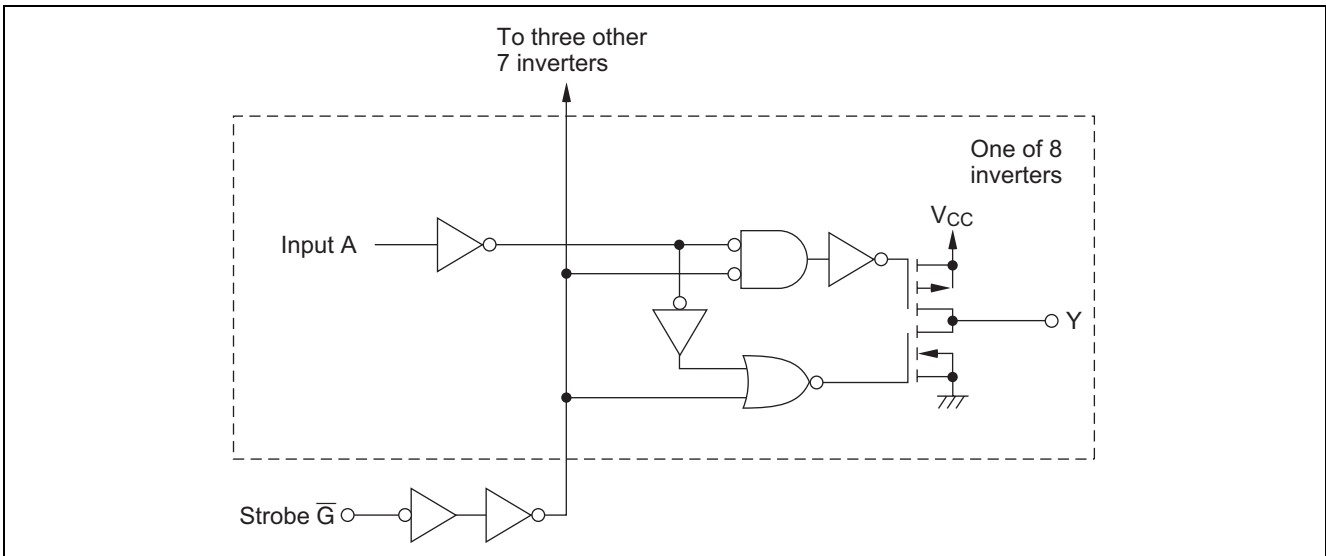 To three other
7 inverters
One of 8
inverters
VCC
Input A
Y
Strobe G̅